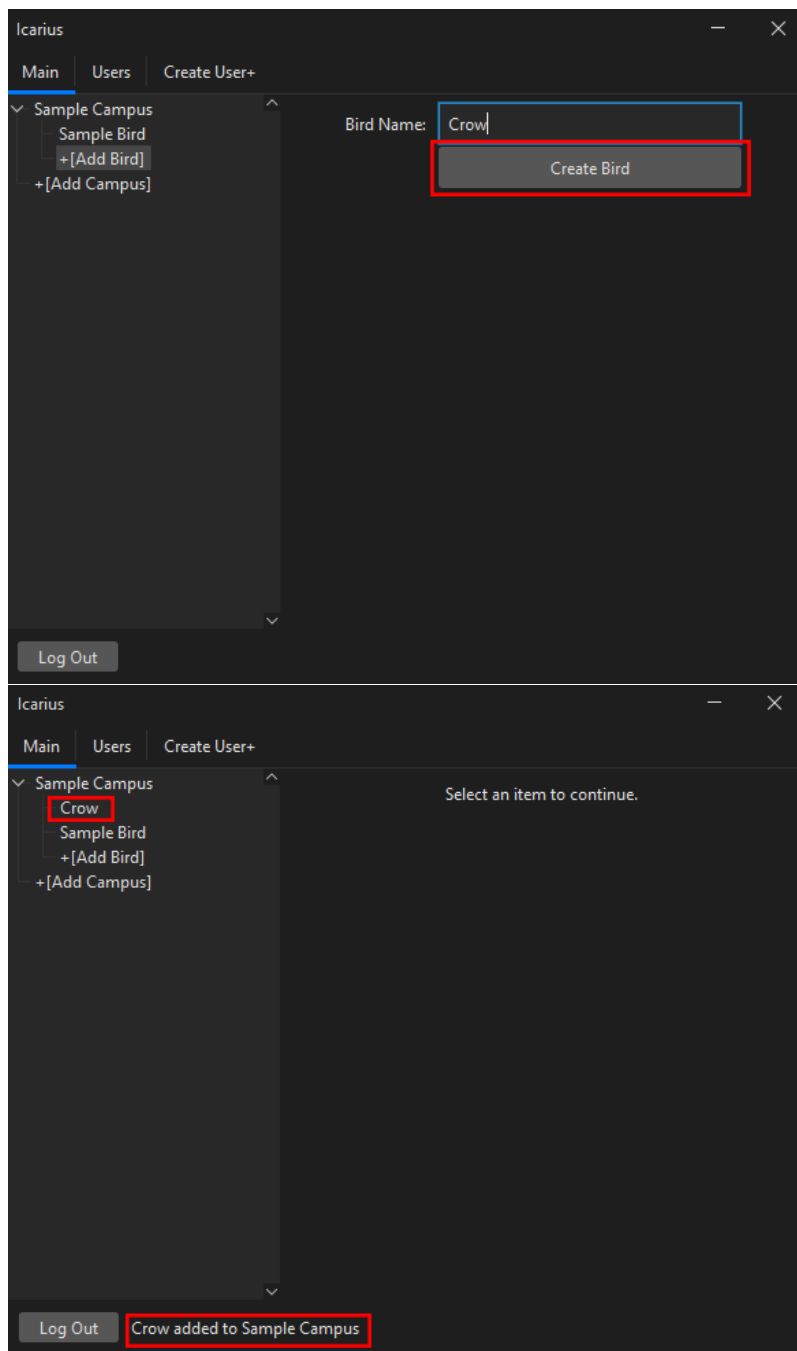 Icarius
Main Users Create User+
Sample Campus
Sample Bird
+[Add Bird]
+[Add Campus]
Bird Name: Crow
Create Bird
Log Out
Icarius
Main Users Create User+
Sample Campus
Crow
Sample Bird
+[Add Bird]
+[Add Campus]
Select an item to continue.
Log Out Crow added to Sample Campus